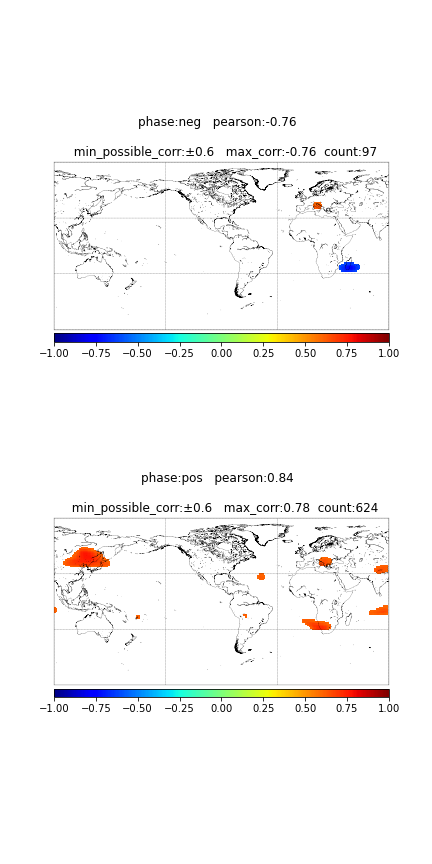 phase:neg   pearson:-0.76
min_possible_corr:±0.6   max_corr:-0.76  count:97
−1.00 −0.75 −0.50 −0.25 0.00 0.25 0.50 0.75 1.00
phase:pos   pearson:0.84
min_possible_corr:±0.6   max_corr:0.78  count:624
−1.00 −0.75 −0.50 −0.25 0.00 0.25 0.50 0.75 1.00